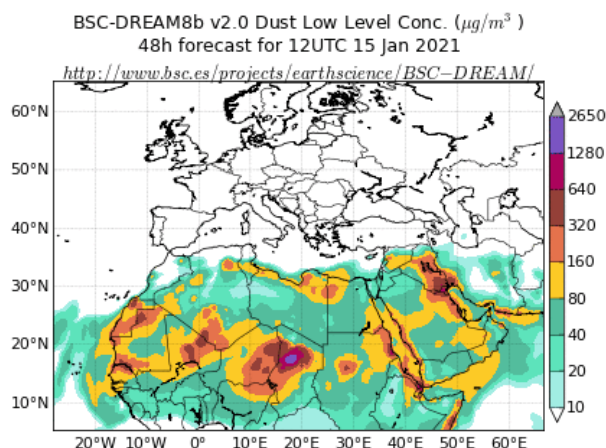 BSC-DREAM8b v2.0 Dust Low Level Conc. (μg/m³ )
48h forecast for 12UTC 15 Jan 2021
http://www.bsc.es/projects/earthscience/BSC−DREAM/
60°N
50°N
40°N
30°N
20°N
10°N
20°W 10°W 0° 10°E 20°E 30°E 40°E 50°E 60°E
2650
1280
640
320
160
80
40
20
10